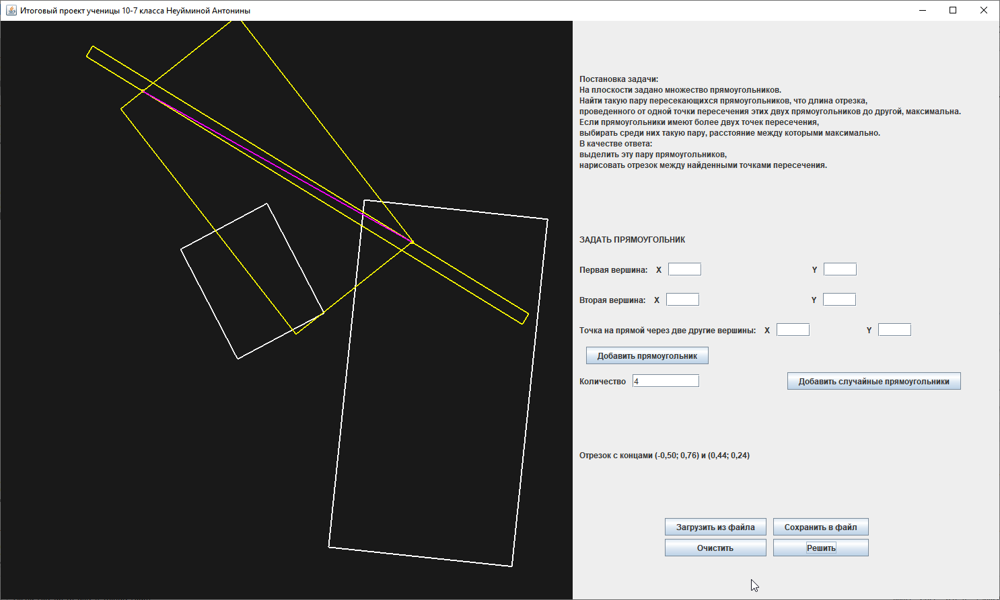 Итоговый проект ученицы 10-7 класса Неуйминой Антонины
Постановка задачи:
На плоскости задано множество прямоугольников.
Найти такую пару пересекающихся прямоугольников, что длина отрезка,
проведенного от одной точки пересечения этих двух прямоугольников до другой, максимальна.
Если прямоугольники имеют более двух точек пересечения,
выбирать среди них такую пару, расстояние между которыми максимально.
В качестве ответа:
выделить эту пару прямоугольников,
нарисовать отрезок между найденными точками пересечения.
ЗАДАТЬ ПРЯМОУГОЛЬНИК
Первая вершина: X Y
Вторая вершина: X Y
Точка на прямой через две другие вершины: X Y
Добавить прямоугольник
Количество 4 Добавить случайные прямоугольники
Отрезок с концами (-0,50; 0,76) и (0,44; 0,24)
Загрузить из файла Сохранить в файл
Очистить Решить